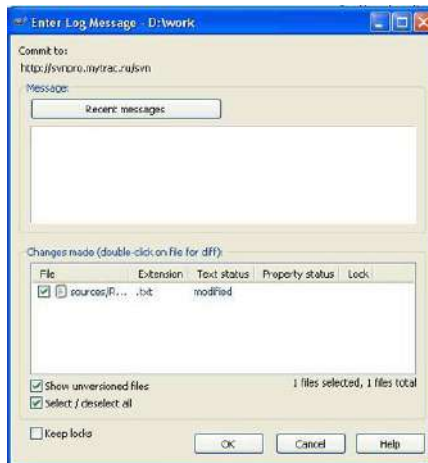 Enter Log Message - D:\work
Commit to:
http://svnpro.mytrac.ru/svn
Message:
Recent messages
Changes made (double-click on file for diff):
File Extension Text status Property status Lock
sources/R... .txt modified
Show unversioned files 1 files selected, 1 files total
Select / deselect all
Keep locks
OK Cancel Help